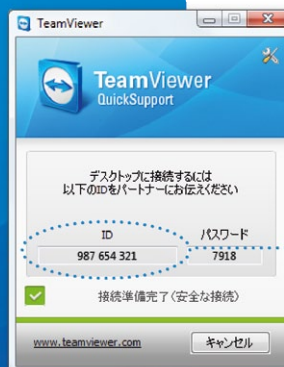 TeamViewer
TeamViewer
QuickSupport
デスクトップに接続するには
以下のIDをパートナーにお伝えください
ID パスワード
987 654 321 7918
接続準備完了(安全な接続)
www.teamviewer.com キャンセル